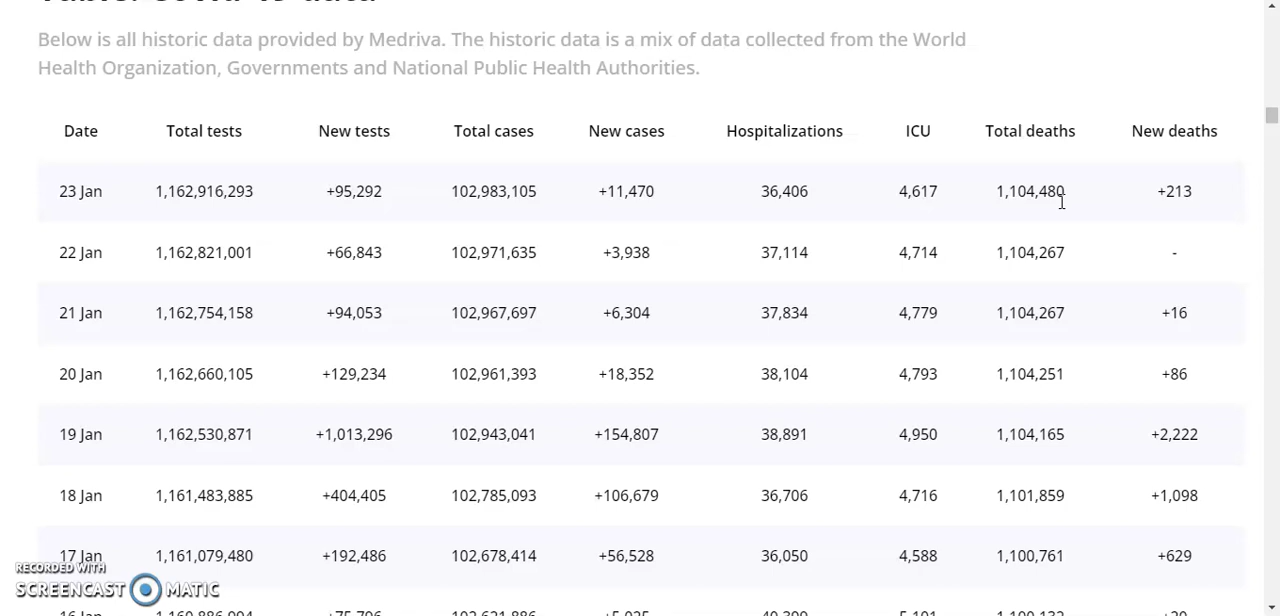 Below is all historic data provided by Medriva. The historic data is a mix of data collected from the World
Health Organization, Governments and National Public Health Authorities.
Date Total tests New tests Total cases New cases Hospitalizations ICU Total deaths New deaths
23 Jan 1,162,916,293 +95,292 102,983,105 +11,470 36,406 4,617 1,104,480 +213
22 Jan 1,162,821,001 +66,843 102,971,635 +3,938 37,114 4,714 1,104,267 -
21 Jan 1,162,754,158 +94,053 102,967,697 +6,304 37,834 4,779 1,104,267 +16
20 Jan 1,162,660,105 +129,234 102,961,393 +18,352 38,104 4,793 1,104,251 +86
19 Jan 1,162,530,871 +1,013,296 102,943,041 +154,807 38,891 4,950 1,104,165 +2,222
18 Jan 1,161,483,885 +404,405 102,785,093 +106,679 36,706 4,716 1,101,859 +1,098
17 Jan 1,161,079,480 +192,486 102,678,414 +56,528 36,050 4,588 1,100,761 +629
RECORDED WITH
SCREENCAST MATIC